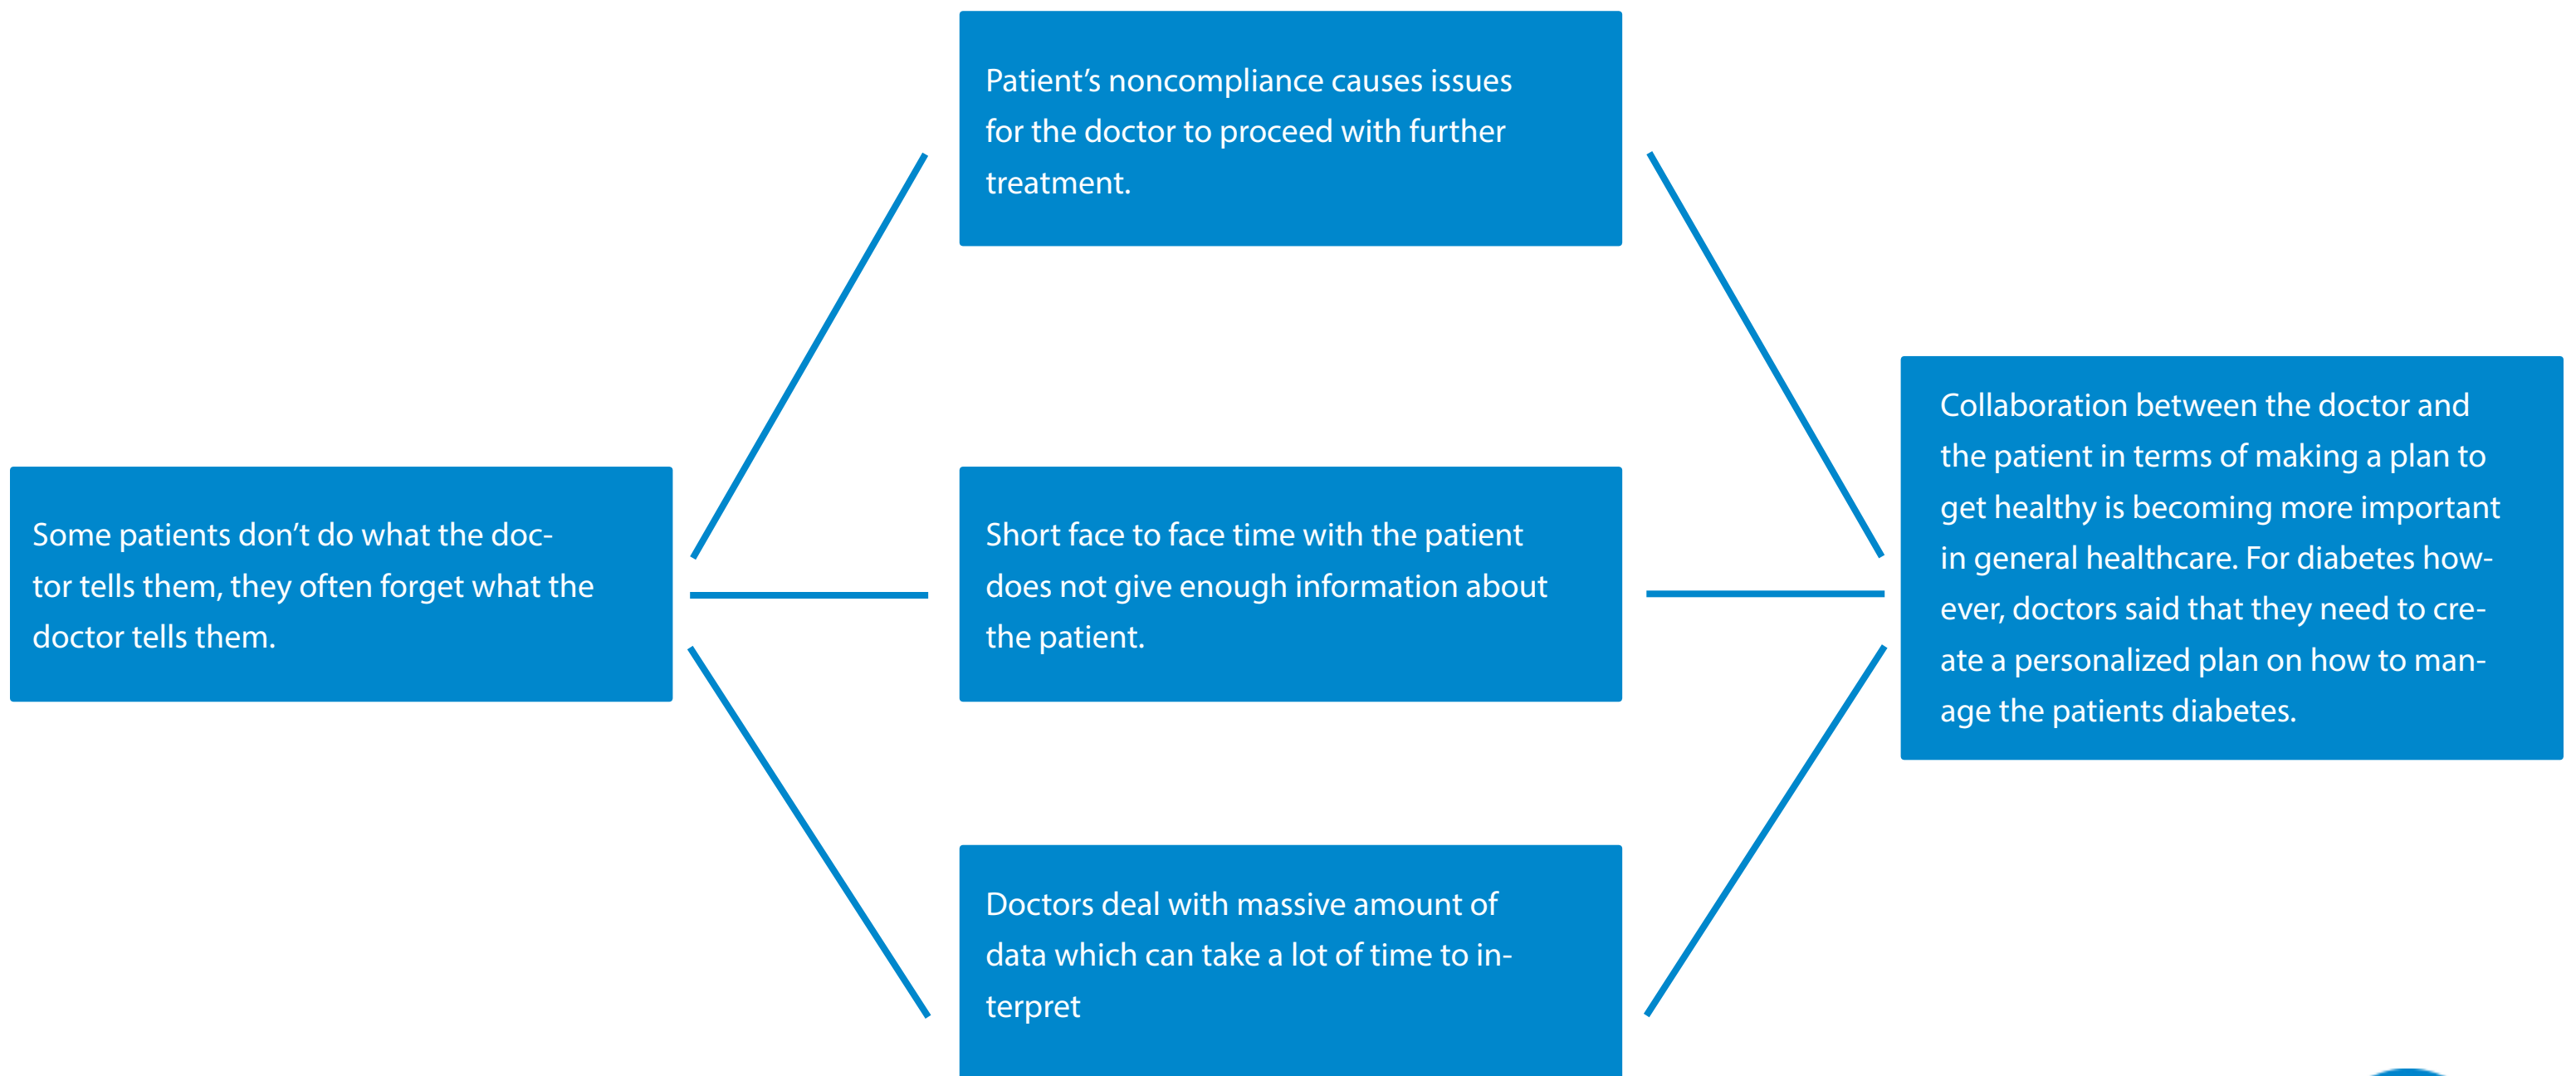 Patient’s noncompliance causes issues
for the doctor to proceed with further
treatment.
Some patients don’t do what the doc-
tor tells them, they often forget what the
doctor tells them.
Short face to face time with the patient
does not give enough information about
the patient.
Doctors deal with massive amount of
data which can take a lot of time to in-
terpret
Collaboration between the doctor and
the patient in terms of making a plan to
get healthy is becoming more important
in general healthcare. For diabetes how-
ever, doctors said that they need to cre-
ate a personalized plan on how to man-
age the patients diabetes.